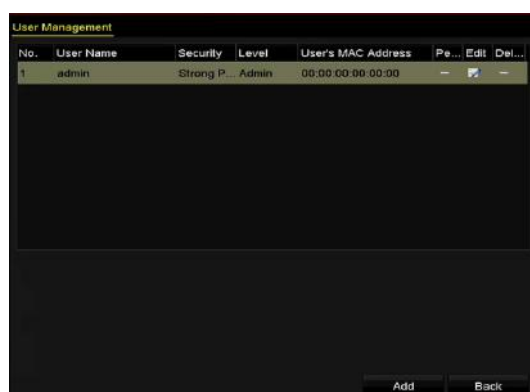 User Management
No. User Name Security Level User's MAC Address Pe... Edit Del...
1 admin Strong P... Admin 00:00:00:00:00:00 — —
Add Back